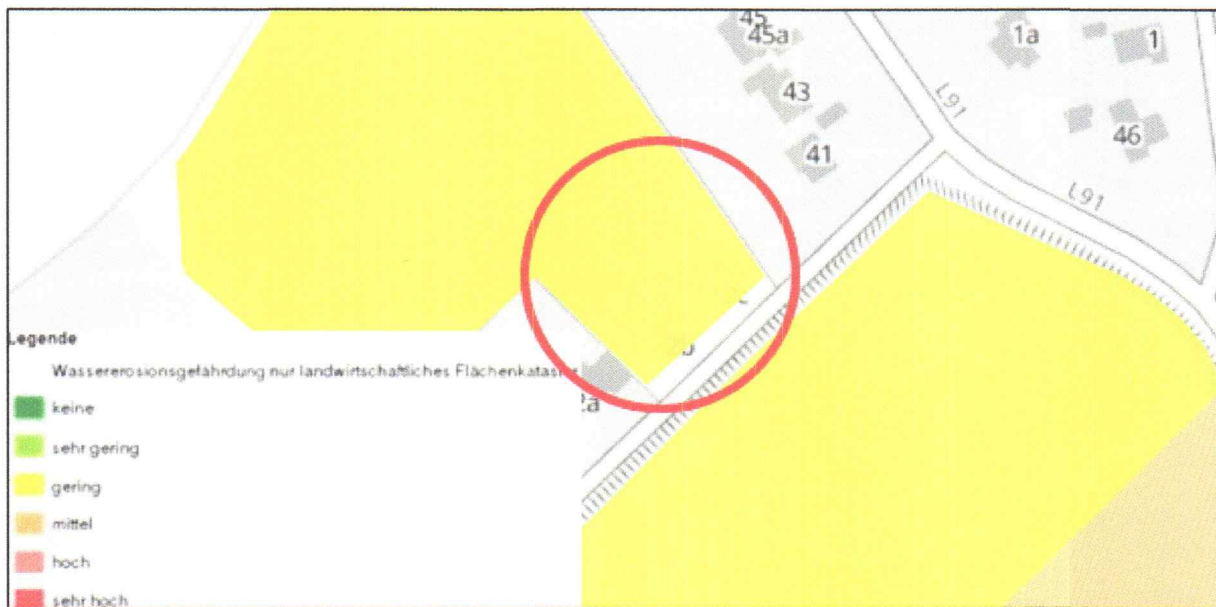 45
45a
1a
1
43
L91
46
41
L91
Legende
Wassererosionsgefährdung nur landwirtschaftliches Flächenkataster
keine
sehr gering
gering
mittel
hoch
sehr hoch